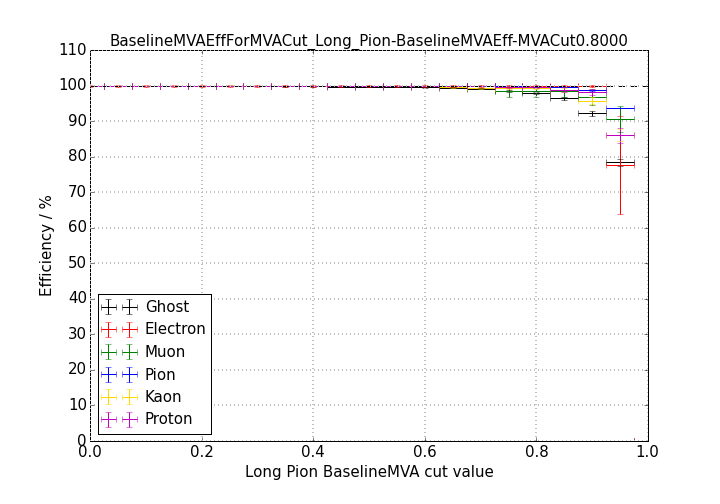 BaselineMVAEffForMVACut_Long_Pion-BaselineMVAEff-MVACut0.8000
110
100
90
80
70
60
50
40
30
20
10
0
Efficiency / %
Ghost
Electron
Muon
Pion
Kaon
Proton
0.0 0.2 0.4 0.6 0.8 1.0
Long Pion BaselineMVA cut value